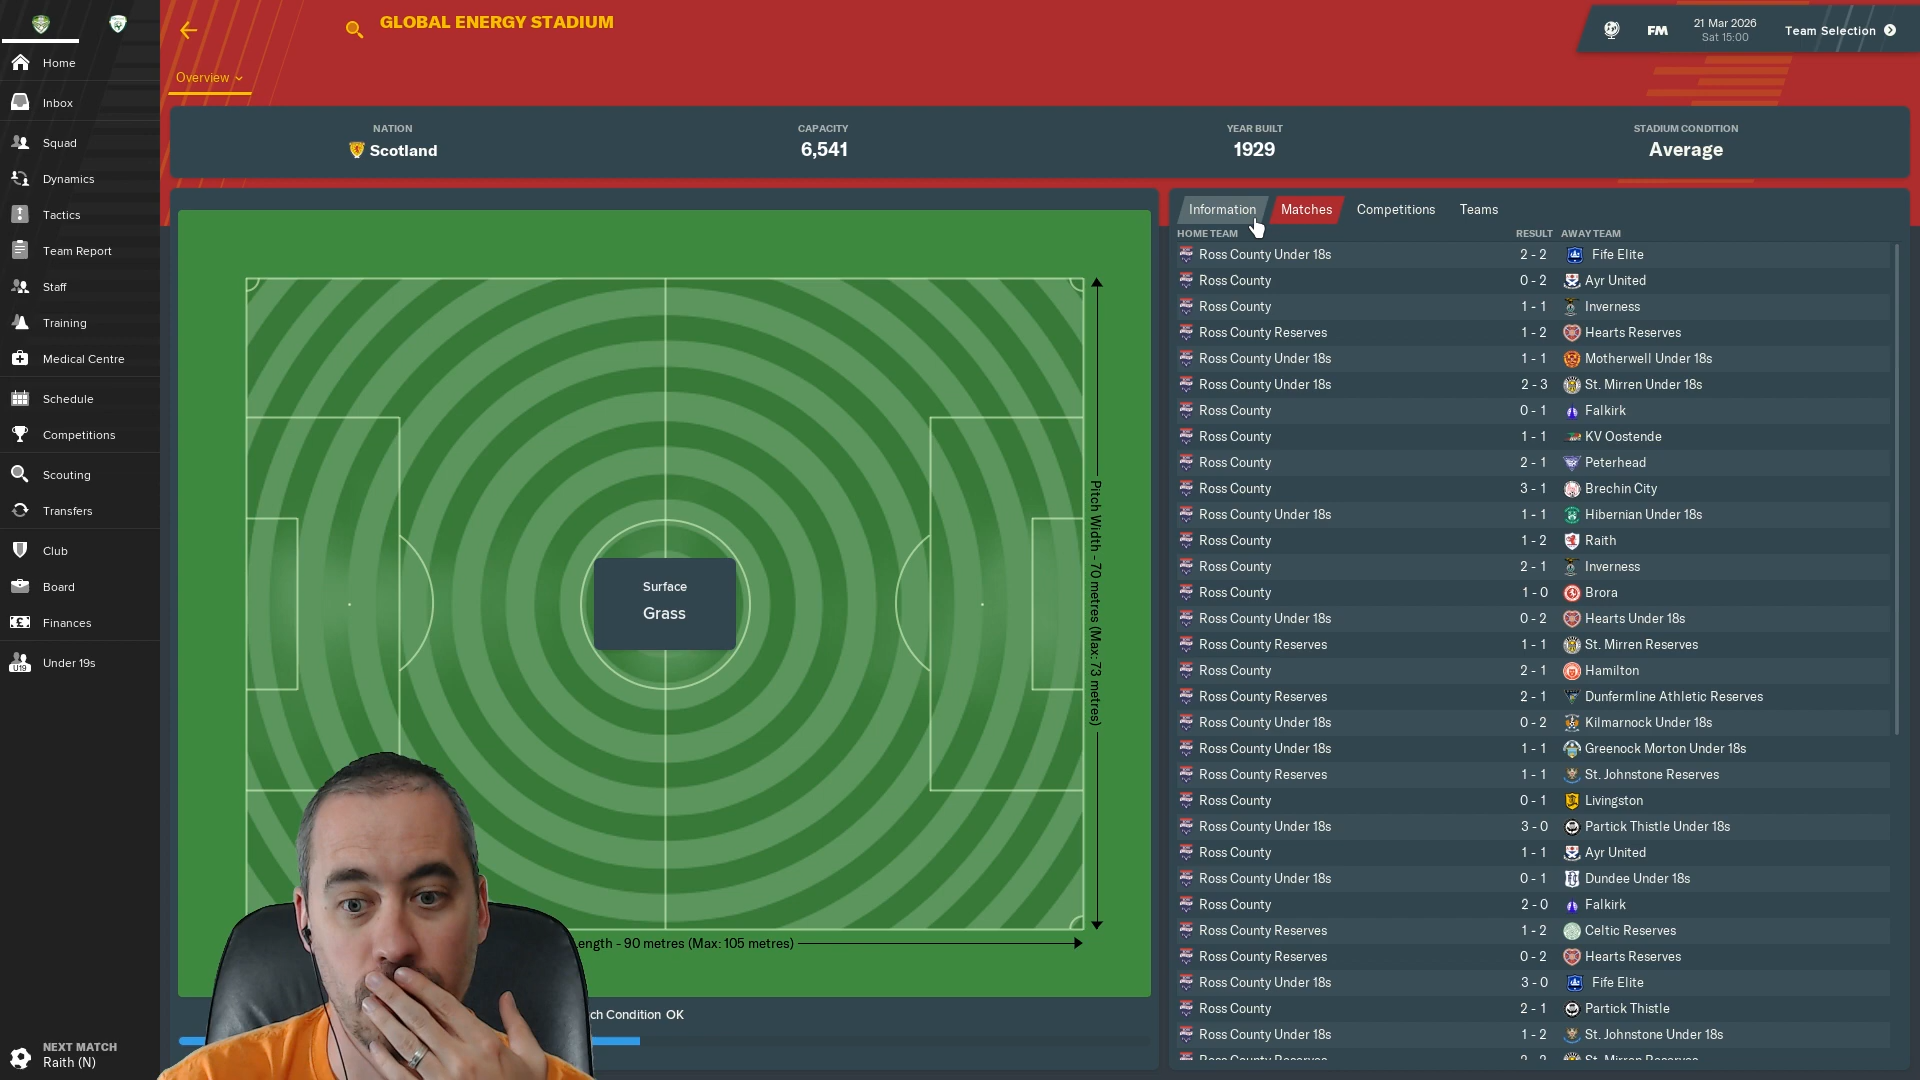 GLOBAL ENERGY STADIUM
FM
21 Mar 2026
Sat 15:00
Team Selection
Overview
Home
Inbox
Squad
Dynamics
Tactics
Team Report
Staff
Training
Medical Centre
Schedule
Competitions
Scouting
Transfers
Club
Board
Finances
U19
Under 19s
NEXT MATCH
Raith (N)
NATION
Scotland
CAPACITY
6,541
YEAR BUILT
1929
STADIUM CONDITION
Average
Surface
Grass
Pitch Width - 70 metres (Max: 73 metres)
ength - 90 metres (Max: 105 metres)
ch Condition OK
Information Matches Competitions Teams
HOME TEAM RESULT AWAY TEAM
Ross County Under 18s 2 - 2 Fife Elite
Ross County 0 - 2 Ayr United
Ross County 1 - 1 Inverness
Ross County Reserves 1 - 2 Hearts Reserves
Ross County Under 18s 1 - 1 Motherwell Under 18s
Ross County Under 18s 2 - 3 St. Mirren Under 18s
Ross County 0 - 1 Falkirk
Ross County 1 - 1 KV Oostende
Ross County 2 - 1 Peterhead
Ross County 3 - 1 Brechin City
Ross County Under 18s 1 - 1 Hibernian Under 18s
Ross County 1 - 2 Raith
Ross County 2 - 1 Inverness
Ross County 1 - 0 Brora
Ross County Under 18s 0 - 2 Hearts Under 18s
Ross County Reserves 1 - 1 St. Mirren Reserves
Ross County 2 - 1 Hamilton
Ross County Reserves 2 - 1 Dunfermline Athletic Reserves
Ross County Under 18s 0 - 2 Kilmarnock Under 18s
Ross County Under 18s 1 - 1 Greenock Morton Under 18s
Ross County Reserves 1 - 1 St. Johnstone Reserves
Ross County 0 - 1 Livingston
Ross County Under 18s 3 - 0 Partick Thistle Under 18s
Ross County 1 - 1 Ayr United
Ross County Under 18s 0 - 1 Dundee Under 18s
Ross County 2 - 0 Falkirk
Ross County Reserves 1 - 2 Celtic Reserves
Ross County Reserves 0 - 2 Hearts Reserves
Ross County Under 18s 3 - 0 Fife Elite
Ross County 2 - 1 Partick Thistle
Ross County Under 18s 1 - 2 St. Johnstone Under 18s
Ross County Reserves 2 - 2 St. Mirren Reserves